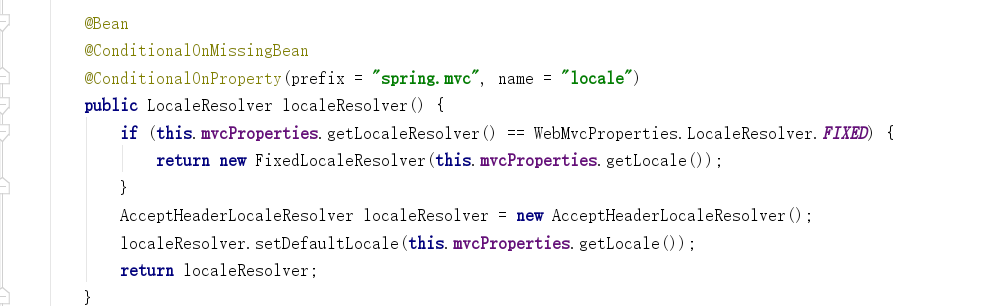 @Bean
@ConditionalOnMissingBean
@ConditionalOnProperty(prefix = "spring.mvc", name = "locale")
public LocaleResolver localeResolver() {
    if (this.mvcProperties.getLocaleResolver() == WebMvcProperties.LocaleResolver.FIXED) {
        return new FixedLocaleResolver(this.mvcProperties.getLocale());
    }
    AcceptHeaderLocaleResolver localeResolver = new AcceptHeaderLocaleResolver();
    localeResolver.setDefaultLocale(this.mvcProperties.getLocale());
    return localeResolver;
}